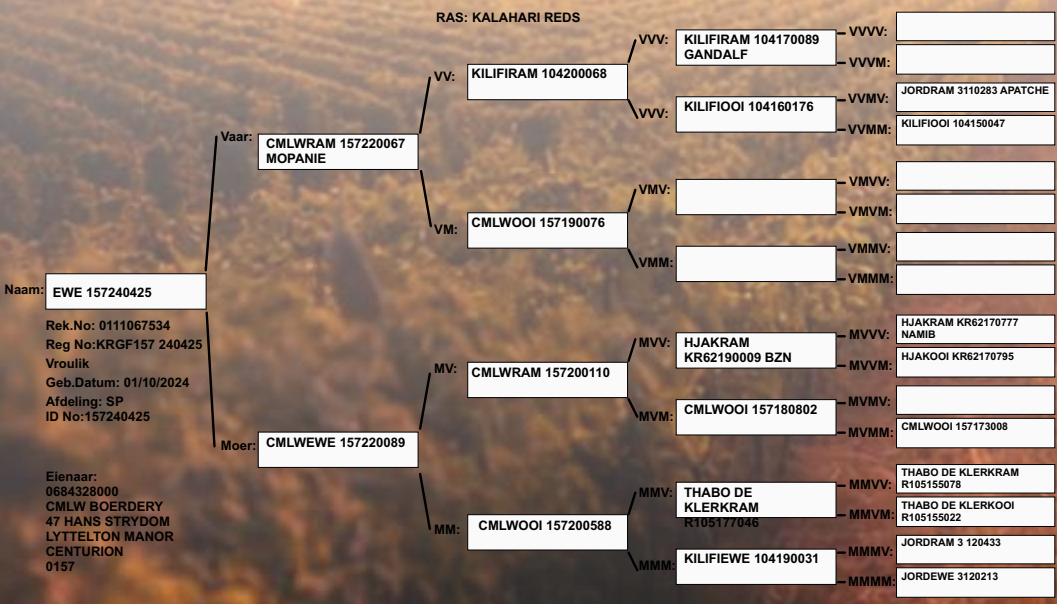 RAS: KALAHARI REDS
Naam:
EWE 157240425
Rek.No: 0111067534
Reg No:KRGF157 240425
Vroulik
Geb.Datum: 01/10/2024
Afdeling: SP
ID No:157240425
Eienaar:
0684328000
CMLW BOERDERY
47 HANS STRYDOM
LYTTELTON MANOR
CENTURION
0157
Vaar:
CMLWRAM 157220067
MOPANIE
Moer:
CMLWEWE 157220089
VV:
KILIFIRAM 104200068
VM:
CMLWOOI 157190076
MV:
CMLWRAM 157200110
MM:
CMLWOOI 157200588
VVV:
KILIFIRAM 104170089
GANDALF
VVV:
KILIFIOOI 104160176
VMV:
VMM:
MVV:
HJAKRAM
KR62190009 BZN
MVM:
CMLWOOI 157180802
MMV:
THABO DE
KLERKRAM
R105177046
MMM:
KILIFIEWE 104190031
VVVV:
VVVM:
VVMV:
JORDRAM 3110283 APATCHE
VVMM:
KILIFIOOI 104150047
VMVV:
VMVM:
VMMV:
VMMM:
MVVV:
HJAKRAM KR62170777
NAMIB
MVVM:
HJAKOOI KR62170795
MVMV:
MVMM:
CMLWOOI 157173008
MMVV:
THABO DE KLERKRAM
R105155078
MMVM:
THABO DE KLERKOOI
R105155022
MMMV:
JORDRAM 3 120433
MMMM:
JORDEWE 3120213